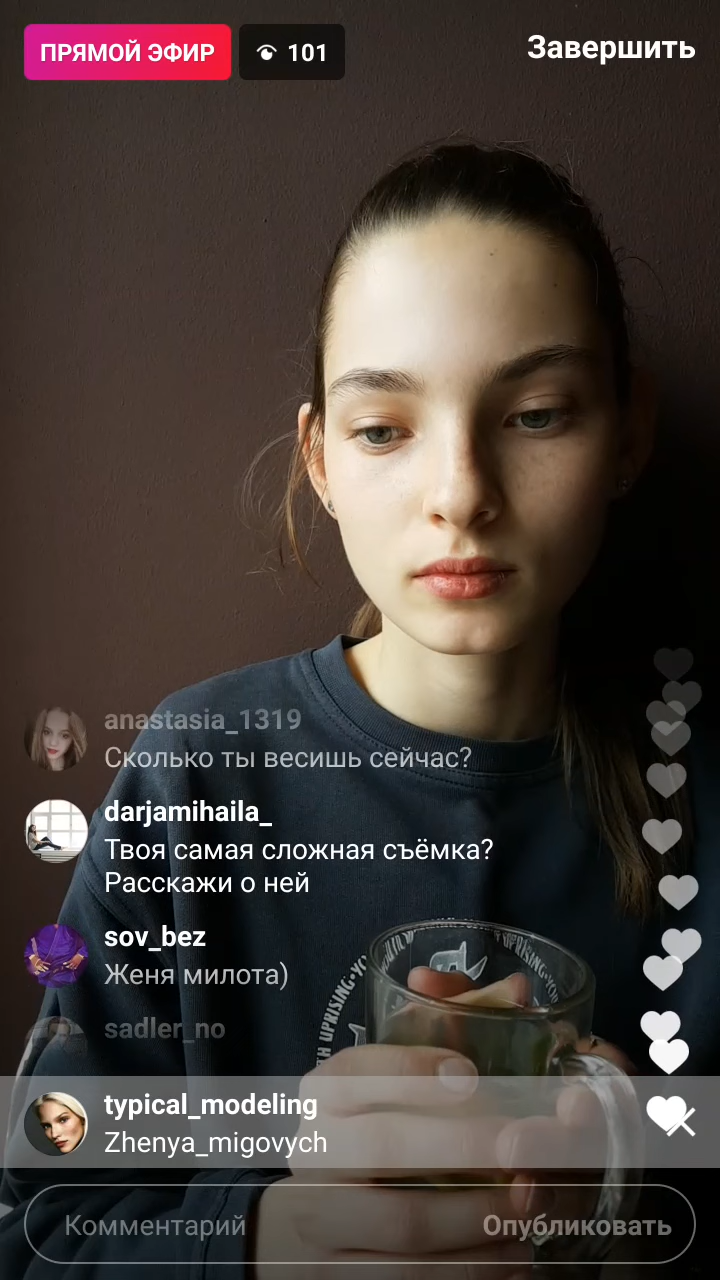 ПРЯМОЙ ЭФИР
101
Завершить
anastasia_1319
Сколько ты весишь сейчас?
darjamihaila_
Твоя самая сложная съёмка?
Расскажи о ней
sov_bez
Женя милота)
UPRISING
sadler_no
typical_modeling
Zhenya_migovych
Комментарий
Опубликовать